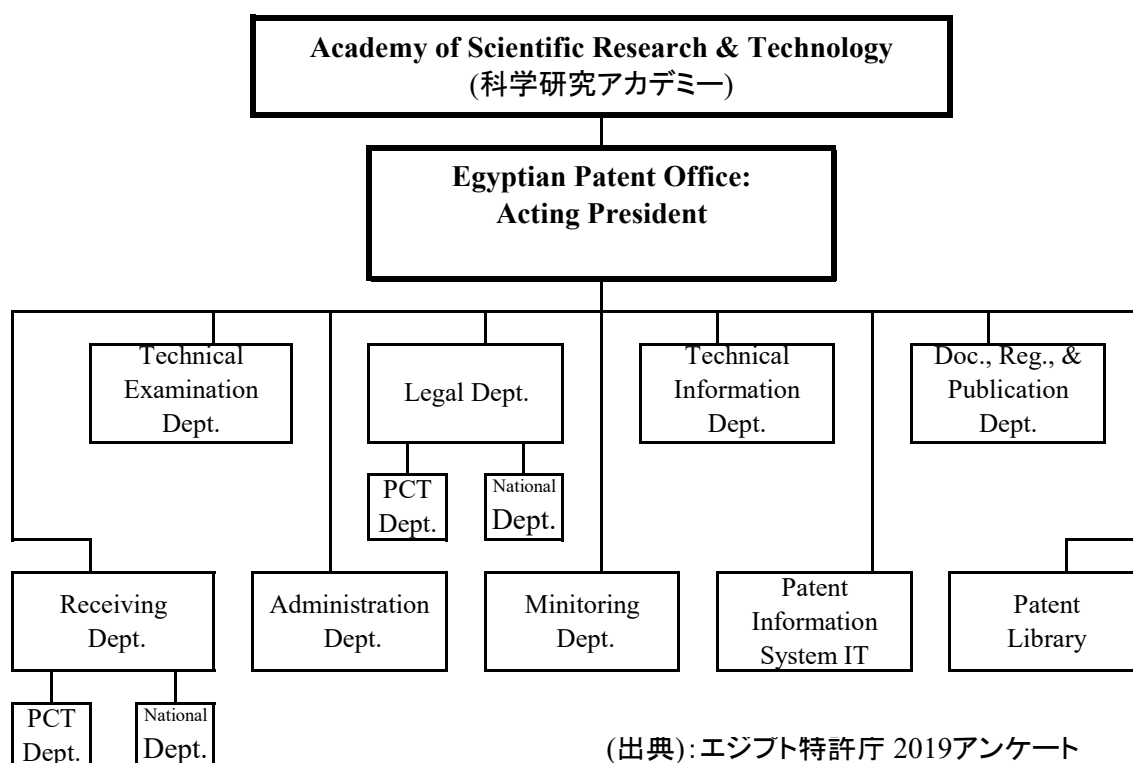 Academy of Scientific Research & Technology
(科学研究アカデミー)
Egyptian Patent Office:
Acting President
Technical
Examination
Dept.
Legal Dept.
Technical
Information
Dept.
Doc., Reg., &
Publication
Dept.
PCT
Dept.
National
Dept.
Receiving
Dept.
Administration
Dept.
Minitoring
Dept.
Patent
Information
System IT
Patent
Library
PCT
Dept.
National
Dept.
(出典):エジプト特許庁 2019アンケート